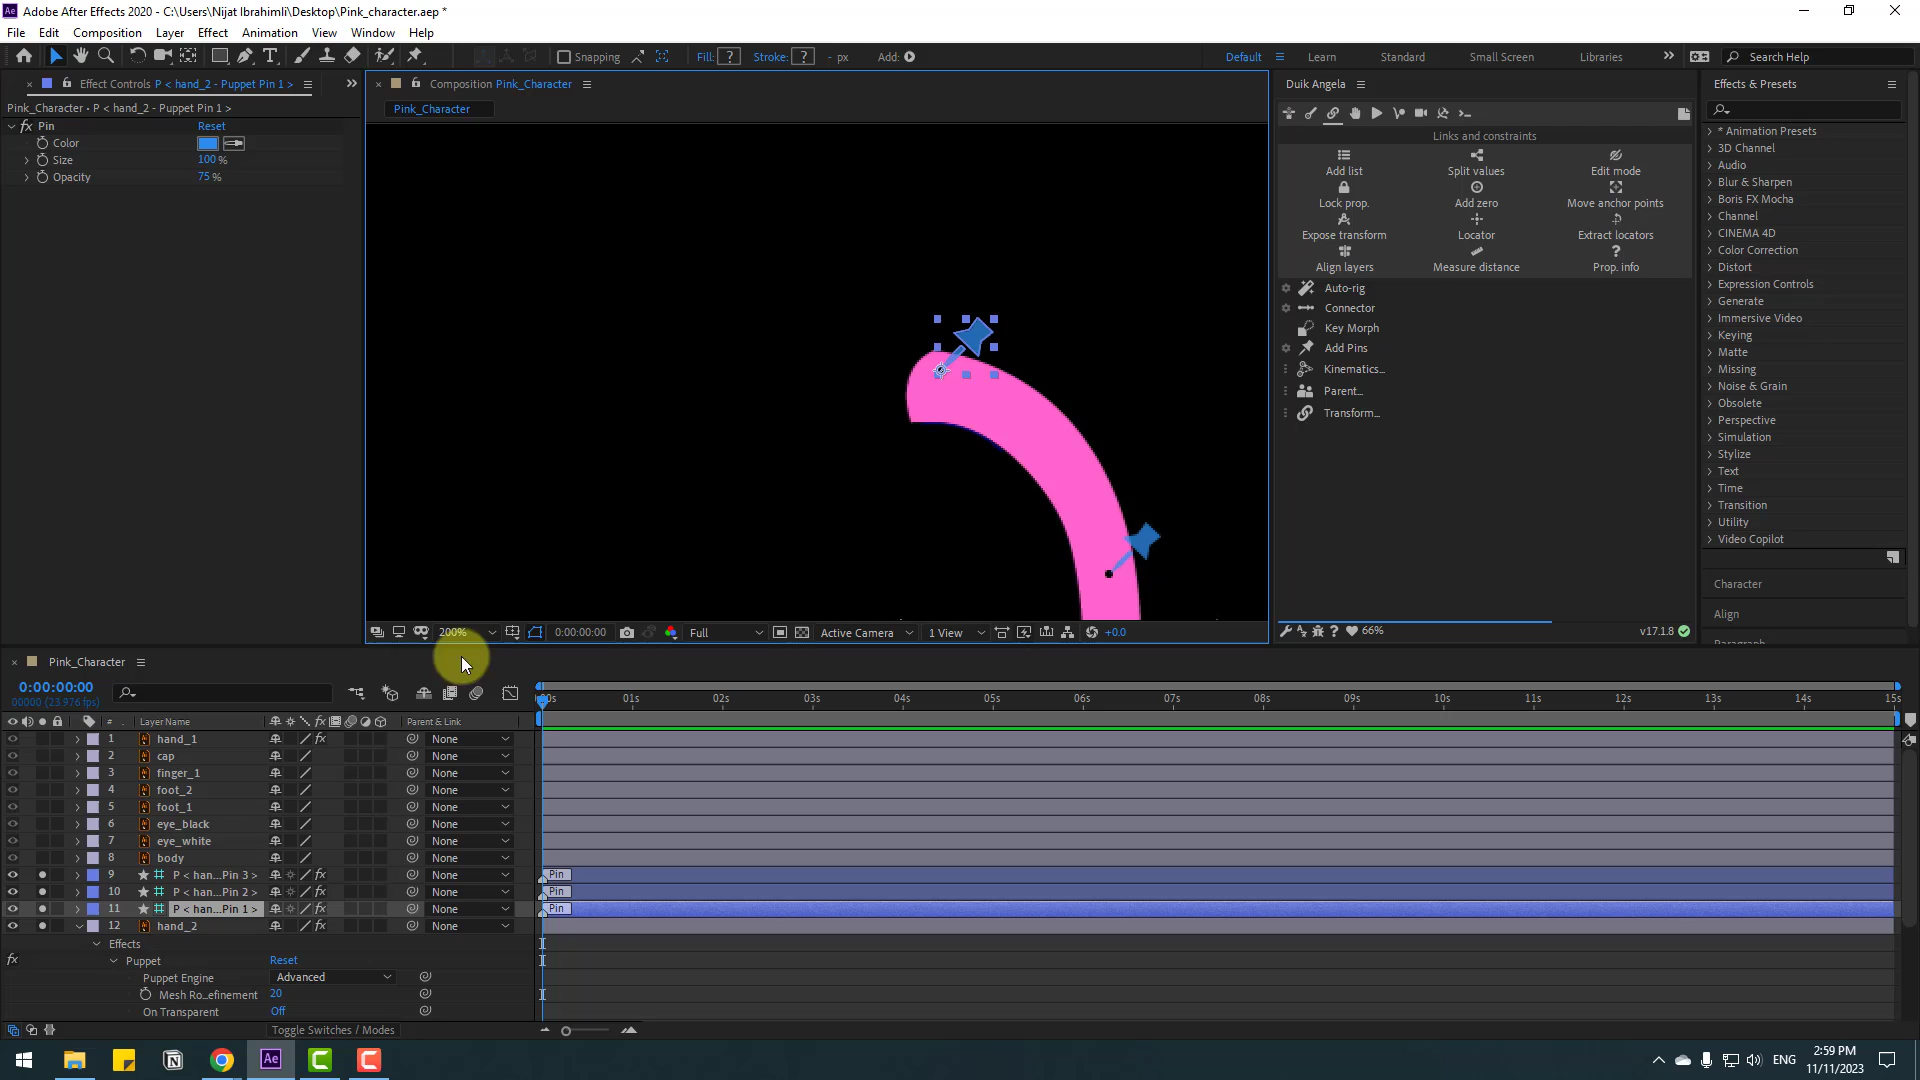 Adobe After Effects 2020 - C:\Users\Nijat Ibrahimli\Desktop\Pink_character.aep *
File Edit Composition Layer Effect Animation View Window Help
Snapping Fill: ? Stroke: ? - px Add: Default Learn Standard Small Screen Libraries Search Help
Effect Controls P < hand_2 - Puppet Pin 1 >
Pink_Character • P < hand_2 - Puppet Pin 1 >
fx Pin Reset
Color
Size 100 %
Opacity 75 %
Composition Pink_Character
Pink_Character
200% 0:00:00:00 Full Active Camera 1 View +0.0
Duik Angela
Links and constraints
Add list Split values Edit mode
Lock prop. Add zero Move anchor points
Expose transform Locator Extract locators
Align layers Measure distance Prop. info
Auto-rig
Connector
Key Morph
Add Pins
Kinematics...
Parent...
Transform...
66% v17.1.8
Effects & Presets
* Animation Presets
3D Channel
Audio
Blur & Sharpen
Boris FX Mocha
Channel
CINEMA 4D
Color Correction
Distort
Expression Controls
Generate
Immersive Video
Keying
Matte
Missing
Noise & Grain
Obsolete
Perspective
Simulation
Stylize
Text
Time
Transition
Utility
Video Copilot
Character
Align
Paragraph
Pink_Character
0:00:00:00
00000 (23.976 fps)
:00s 01s 02s 03s 04s 05s 06s 07s 08s 09s 10s 11s 12s 13s 14s 15s
# Layer Name fx Parent & Link
1 hand_1 fx None
2 cap None
3 finger_1 None
4 foot_2 None
5 foot_1 None
6 eye_black None
7 eye_white None
8 body None
9 P < han...Pin 3 > fx None Pin
10 P < han...Pin 2 > fx None Pin
11 P < han...Pin 1 > fx None Pin
12 hand_2 fx None
Effects
fx Puppet Reset
Puppet Engine Advanced
Mesh Ro...efinement 20
On Transparent Off
Toggle Switches / Modes
Ae ENG 2:59 PM
11/11/2023